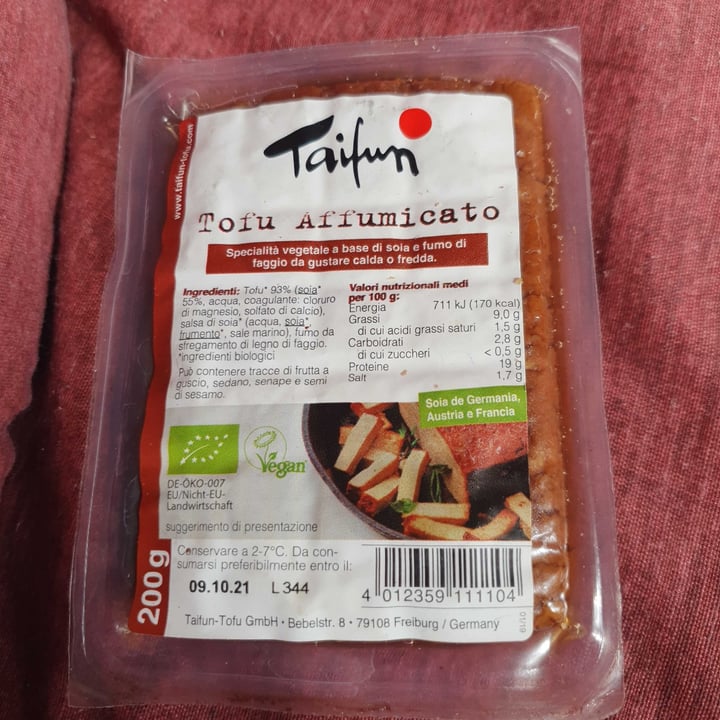 www.taifun-tofu.com
Taifun
Tofu Affumicato
Specialità vegetale a base di soia e fumo di
faggio da gustare calda o fredda.
Ingredienti: Tofu* 93% (soia*
55%, acqua, coagulante: cloruro
di magnesio, solfato di calcio),
salsa di soia* (acqua, soia*,
frumento*, sale marino), fumo da
sfregamento di legno di faggio.
*ingredienti biologici
Può contenere tracce di frutta a
guscio, sedano, senape e semi
di sesamo.
Valori nutrizionali medi
per 100 g:
Energia 711 kJ (170 kcal)
Grassi 9,0 g
di cui acidi grassi saturi 1,5 g
Carboidrati 2,8 g
di cui zuccheri < 0,5 g
Proteine 19 g
Salt 1,7 g
Soia de Germania,
Austria e Francia
Vegan
DE-ÖKO-007
EU/Nicht-EU-
Landwirtschaft
suggerimento di presentazione
200g
Conservare a 2-7°C. Da con-
sumarsi preferibilmente entro il:
09.10.21 L344
4 012359 111104
Taifun-Tofu GmbH • Bebelstr. 8 • 79108 Freiburg / Germany
01/19